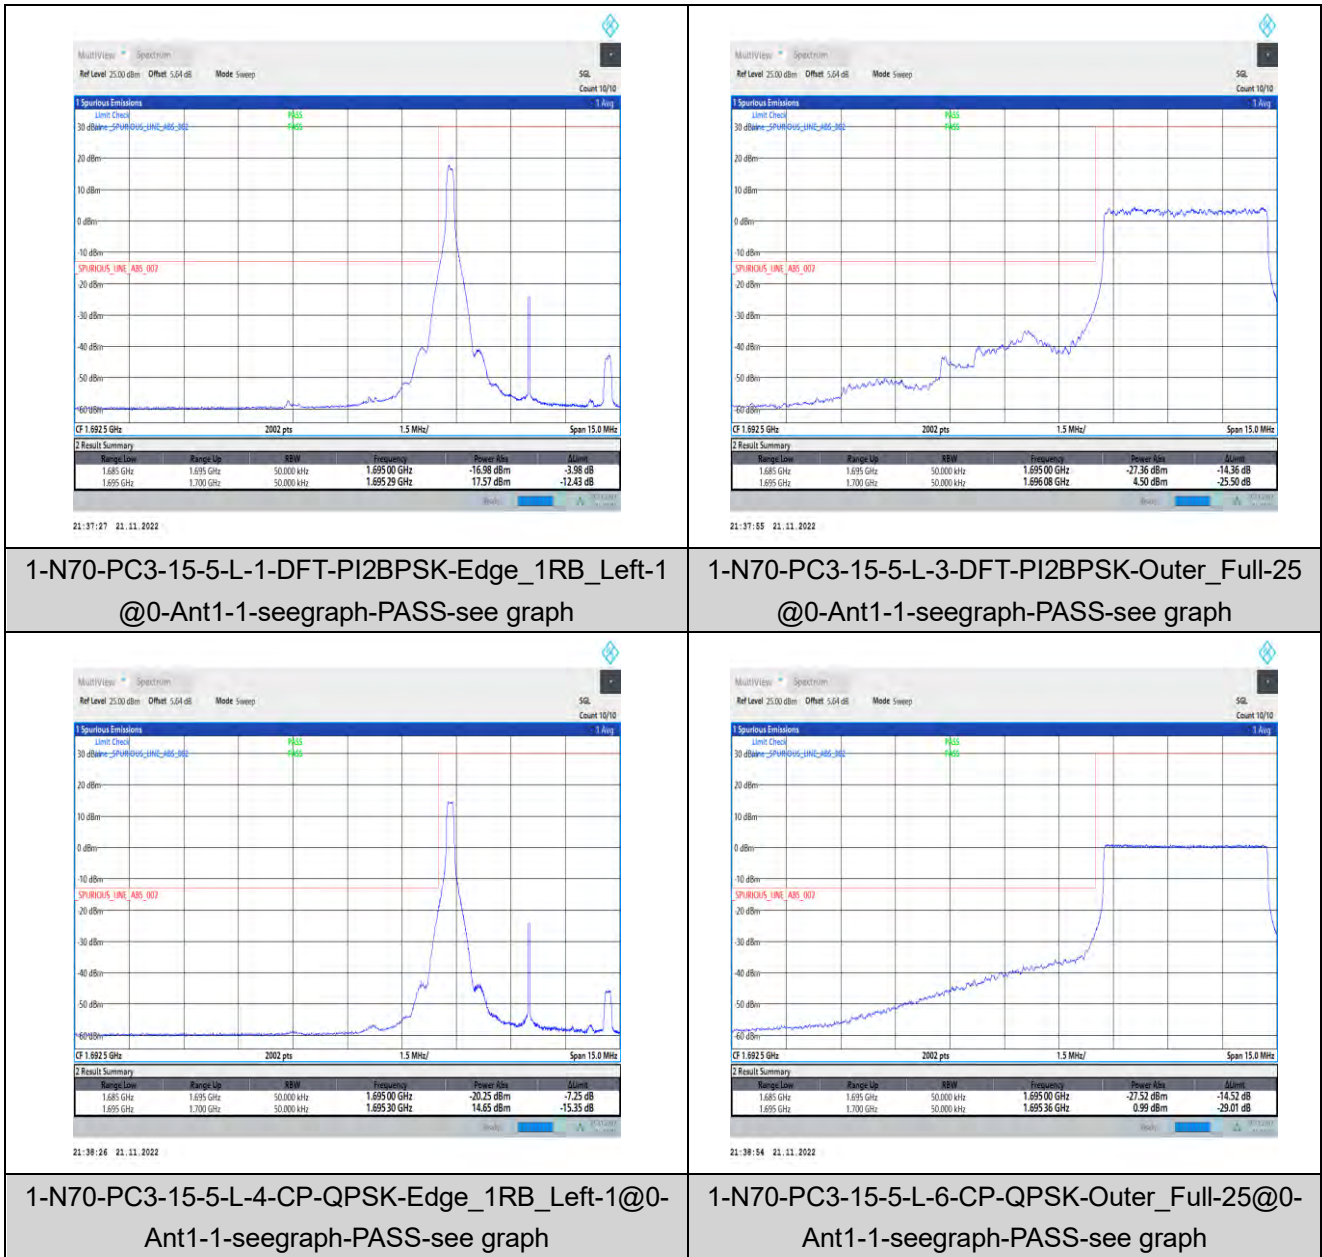 MultiView Spectrum
Ref Level 25.00 dBm Offset 5.64 dB Mode Sweep SGL
Count 10/10
1 Spurious Emissions 1 Avg
Limit Check PASS
Line _SPURIOUS_LINE_ABS_002 PASS
30 dBm
20 dBm
10 dBm
0 dBm
-10 dBm
SPURIOUS_LINE_ABS_002
-20 dBm
-30 dBm
-40 dBm
-50 dBm
-60 dBm
CF 1.6925 GHz 2002 pts 1.5 MHz/ Span 15.0 MHz
2 Result Summary
Range Low Range Up RBW Frequency Power Abs ΔLimit
1.685 GHz 1.695 GHz 50.000 kHz 1.69500 GHz -16.98 dBm -3.98 dB
1.695 GHz 1.700 GHz 50.000 kHz 1.69529 GHz 17.57 dBm -12.43 dB
21:37:27 21.11.2022
1-N70-PC3-15-5-L-1-DFT-PI2BPSK-Edge_1RB_Left-1
@0-Ant1-1-seegraph-PASS-see graph
MultiView Spectrum
Ref Level 25.00 dBm Offset 5.64 dB Mode Sweep SGL
Count 10/10
1 Spurious Emissions 1 Avg
Limit Check PASS
Line _SPURIOUS_LINE_ABS_002 PASS
30 dBm
20 dBm
10 dBm
0 dBm
-10 dBm
SPURIOUS_LINE_ABS_002
-20 dBm
-30 dBm
-40 dBm
-50 dBm
-60 dBm
CF 1.6925 GHz 2002 pts 1.5 MHz/ Span 15.0 MHz
2 Result Summary
Range Low Range Up RBW Frequency Power Abs ΔLimit
1.685 GHz 1.695 GHz 50.000 kHz 1.69500 GHz -27.36 dBm -14.36 dB
1.695 GHz 1.700 GHz 50.000 kHz 1.69608 GHz 4.50 dBm -25.50 dB
21:37:55 21.11.2022
1-N70-PC3-15-5-L-3-DFT-PI2BPSK-Outer_Full-25
@0-Ant1-1-seegraph-PASS-see graph
MultiView Spectrum
Ref Level 25.00 dBm Offset 5.64 dB Mode Sweep SGL
Count 10/10
1 Spurious Emissions 1 Avg
Limit Check PASS
Line _SPURIOUS_LINE_ABS_002 PASS
30 dBm
20 dBm
10 dBm
0 dBm
-10 dBm
SPURIOUS_LINE_ABS_002
-20 dBm
-30 dBm
-40 dBm
-50 dBm
-60 dBm
CF 1.6925 GHz 2002 pts 1.5 MHz/ Span 15.0 MHz
2 Result Summary
Range Low Range Up RBW Frequency Power Abs ΔLimit
1.685 GHz 1.695 GHz 50.000 kHz 1.69500 GHz -20.25 dBm -7.25 dB
1.695 GHz 1.700 GHz 50.000 kHz 1.69530 GHz 14.65 dBm -15.35 dB
21:38:26 21.11.2022
1-N70-PC3-15-5-L-4-CP-QPSK-Edge_1RB_Left-1@0-
Ant1-1-seegraph-PASS-see graph
MultiView Spectrum
Ref Level 25.00 dBm Offset 5.64 dB Mode Sweep SGL
Count 10/10
1 Spurious Emissions 1 Avg
Limit Check PASS
Line _SPURIOUS_LINE_ABS_002 PASS
30 dBm
20 dBm
10 dBm
0 dBm
-10 dBm
SPURIOUS_LINE_ABS_002
-20 dBm
-30 dBm
-40 dBm
-50 dBm
-60 dBm
CF 1.6925 GHz 2002 pts 1.5 MHz/ Span 15.0 MHz
2 Result Summary
Range Low Range Up RBW Frequency Power Abs ΔLimit
1.685 GHz 1.695 GHz 50.000 kHz 1.69500 GHz -27.52 dBm -14.52 dB
1.695 GHz 1.700 GHz 50.000 kHz 1.69536 GHz 0.99 dBm -29.01 dB
21:38:54 21.11.2022
1-N70-PC3-15-5-L-6-CP-QPSK-Outer_Full-25@0-
Ant1-1-seegraph-PASS-see graph